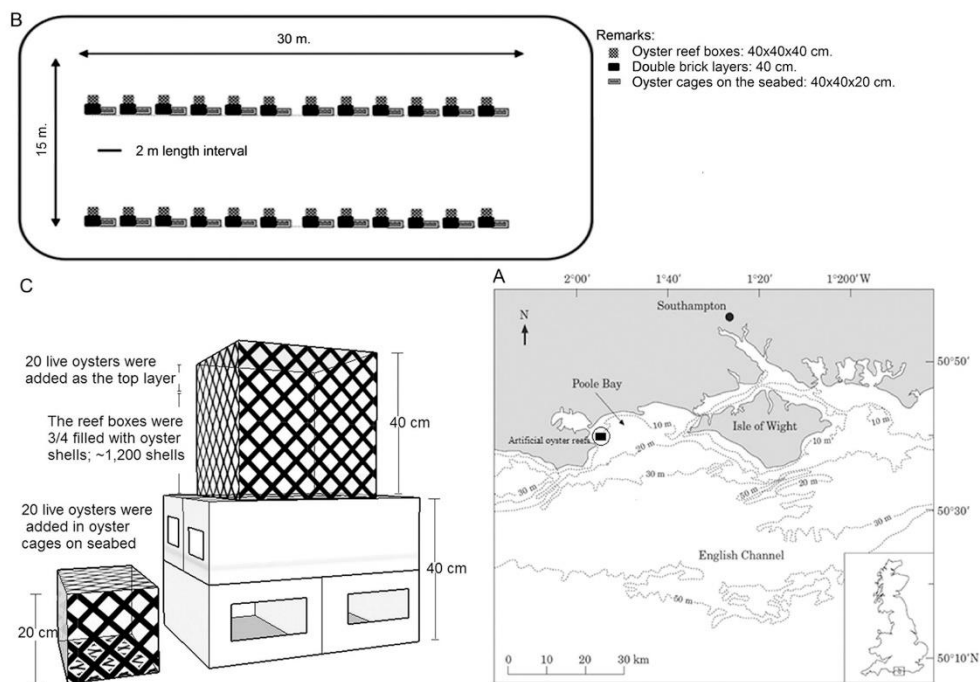 B
30 m.
15 m.
2 m length interval
Remarks:
Oyster reef boxes: 40x40x40 cm.
Double brick layers: 40 cm.
Oyster cages on the seabed: 40x40x20 cm.
C
20 live oysters were
added as the top layer
The reef boxes were
3/4 filled with oyster
shells; ~1,200 shells
20 live oysters were
added in oyster
cages on seabed
40 cm
40 cm
20 cm
A
2°00'
1°40'
1°20'
1°200'W
N
Southampton
50°50'
Poole Bay
Isle of Wight
Artificial oyster reefs
10 m
10 m
10 m
20 m
30 m
30 m
50 m
20 m
30 m
50°30'
English Channel
50 m
0 10 20 30 km
50°10'N